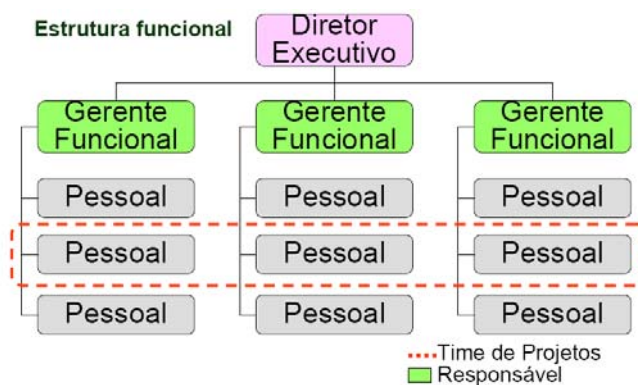 Estrutura funcional
Diretor
Executivo
Gerente
Funcional
Gerente
Funcional
Gerente
Funcional
Pessoal
Pessoal
Pessoal
Pessoal
Pessoal
Pessoal
Pessoal
Pessoal
Pessoal
Time de Projetos
Responsável